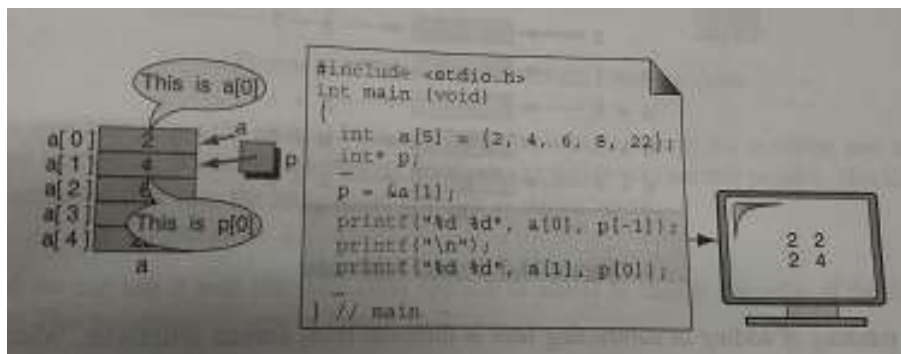 This is a[0]
a
a[0] 2
a[1] 4
p
a[2] 6
a[3]
This is p[0]
a[4] 2
a
#include <stdio.h>
int main (void)
{
int a[5] = {2, 4, 6, 8, 22};
int* p;
…
p = &a[1];
printf("%d %d", a[0], p[-1]);
printf("\n");
printf("%d %d", a[1], p[0]);
…
} // main
2 2
2 4